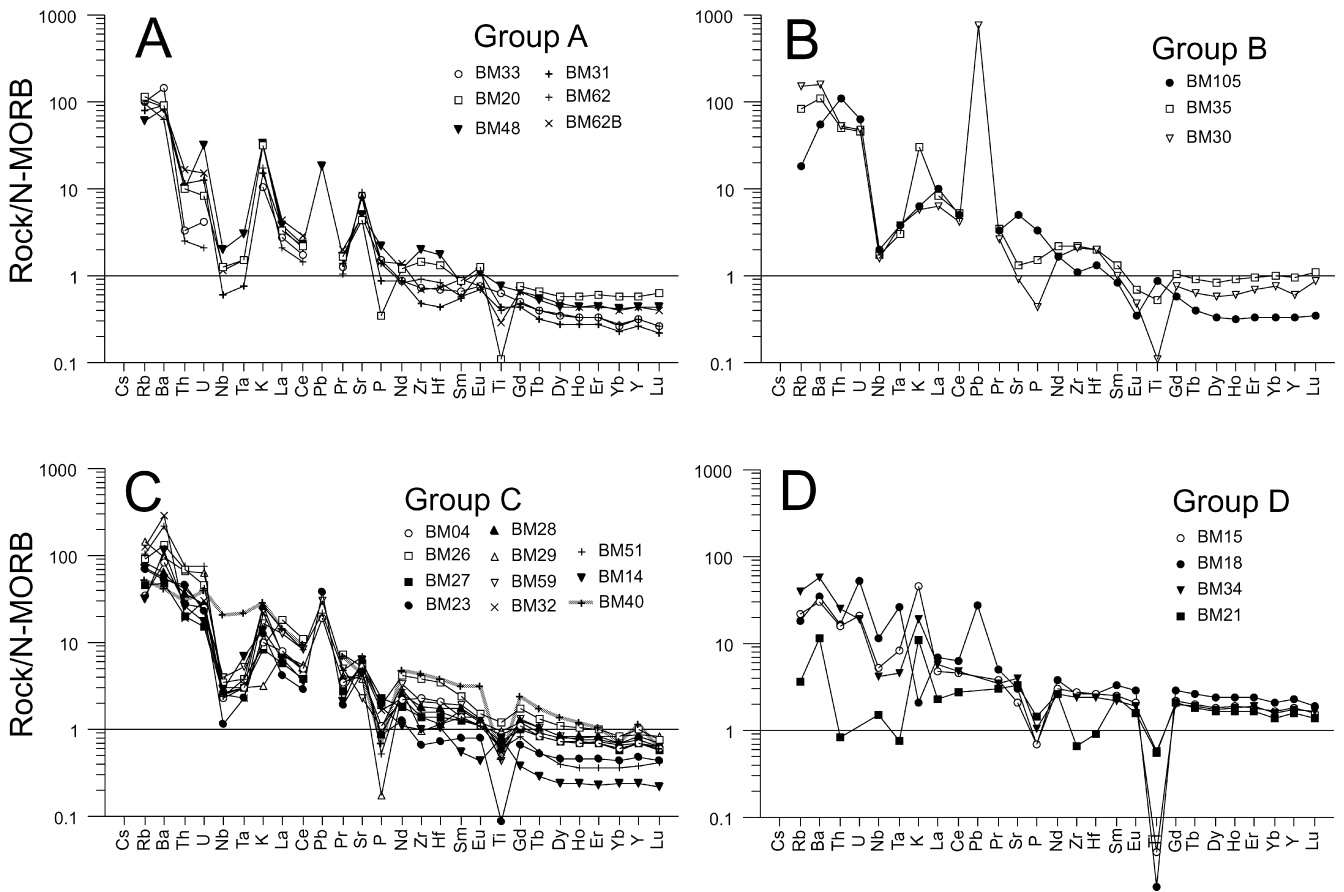 A
Group A
BM33 BM31
BM20 BM62
BM48 BM62B
Rock/N-MORB
1000
100
10
1
0.1
Cs Rb Ba Th U Nb Ta K La Ce Pb Pr Sr P Nd Zr Hf Sm Eu Ti Gd Tb Dy Ho Er Yb Y Lu
B
Group B
BM105
BM35
BM30
1000
100
10
1
0.1
Cs Rb Ba Th U Nb Ta K La Ce Pb Pr Sr P Nd Zr Hf Sm Eu Ti Gd Tb Dy Ho Er Yb Y Lu
C
Group C
BM04 BM28
BM26 BM29 BM51
BM27 BM59 BM14
BM23 BM32 BM40
Rock/N-MORB
1000
100
10
1
0.1
Cs Rb Ba Th U Nb Ta K La Ce Pb Pr Sr P Nd Zr Hf Sm Eu Ti Gd Tb Dy Ho Er Yb Y Lu
D
Group D
BM15
BM18
BM34
BM21
1000
100
10
1
0.1
Cs Rb Ba Th U Nb Ta K La Ce Pb Pr Sr P Nd Zr Hf Sm Eu Ti Gd Tb Dy Ho Er Yb Y Lu